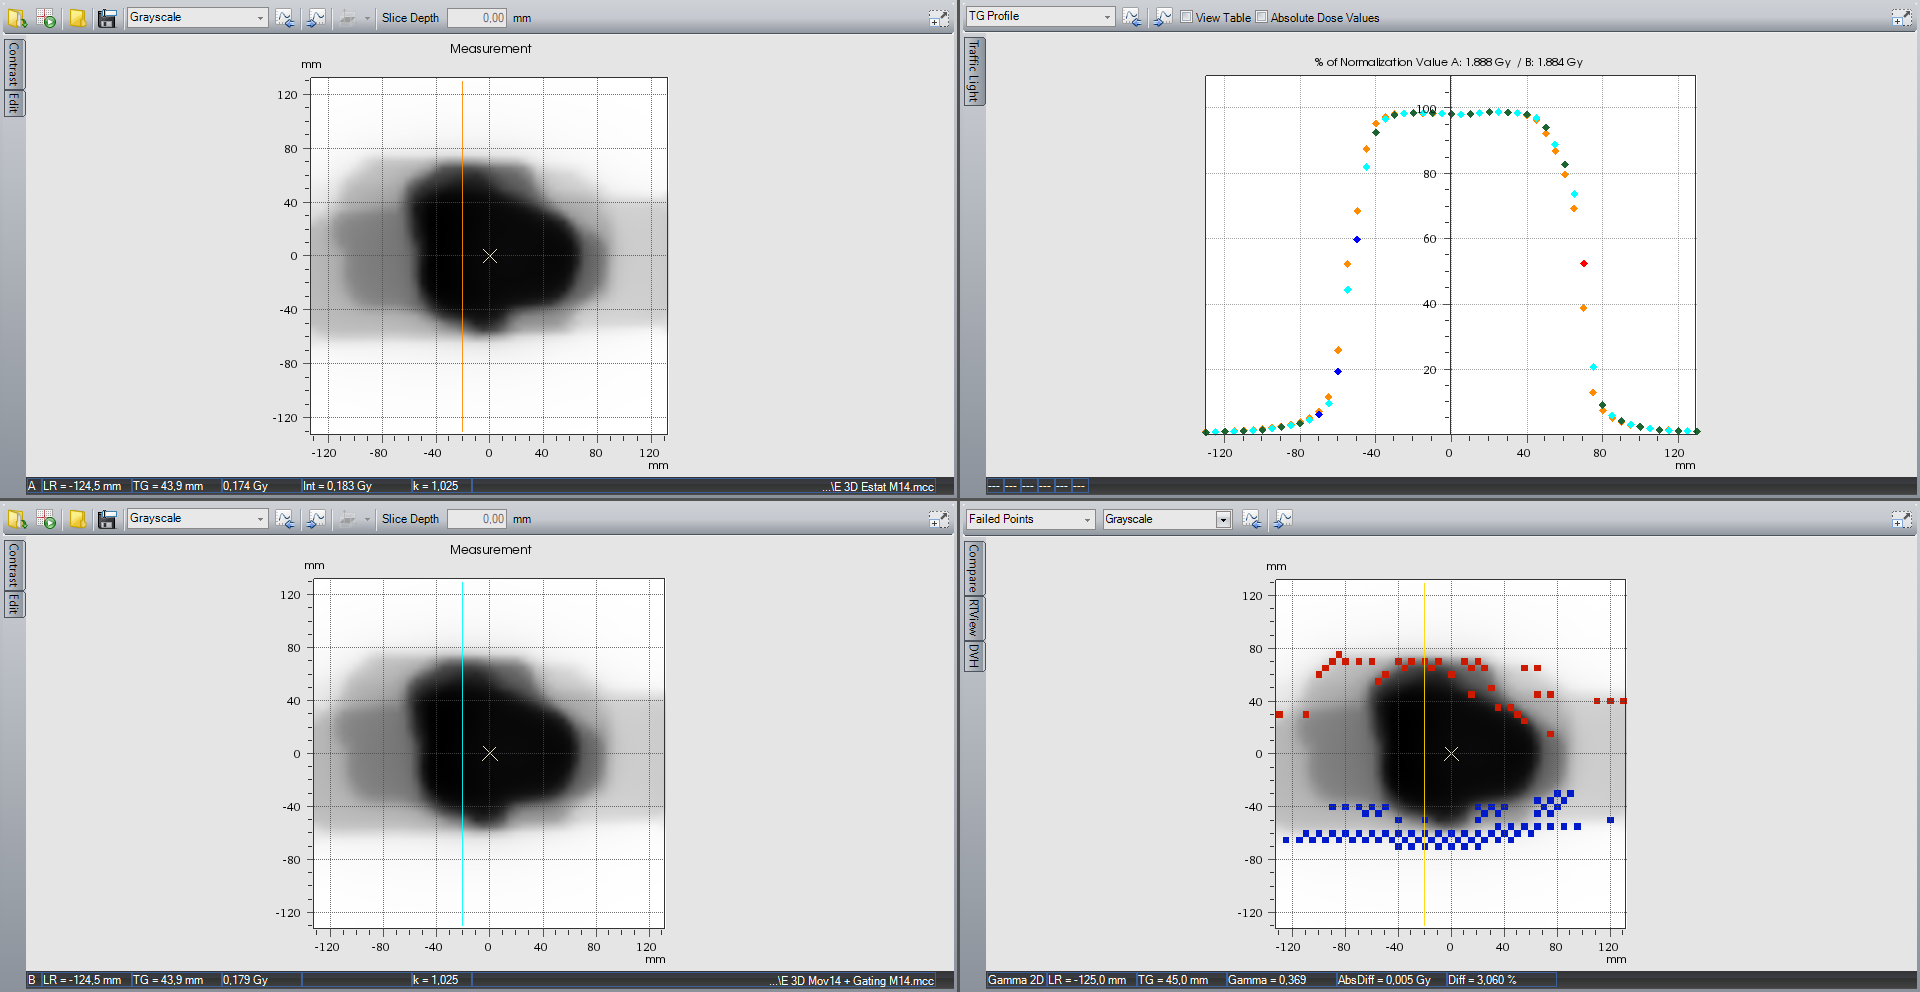 Grayscale
Slice Depth 0,00 mm
Contrast
Edit
Measurement
mm
120
80
40
0
-40
-80
-120
-120 -80 -40 0 40 80 120
mm
A LR = -124,5 mm TG = 43,9 mm 0,174 Gy Int = 0,183 Gy k = 1,025 ...\E 3D Estat M14.mcc
TG Profile View Table Absolute Dose Values
Traffic Light
% of Normalization Value A: 1.888 Gy / B: 1.884 Gy
100
80
60
40
20
-120 -80 -40 0 40 80 120
mm
--- --- --- --- --- ---
Grayscale
Slice Depth 0,00 mm
Contrast
Edit
Measurement
mm
120
80
40
0
-40
-80
-120
-120 -80 -40 0 40 80 120
mm
B LR = -124,5 mm TG = 43,9 mm 0,179 Gy k = 1,025 ...\E 3D Mov14 + Gating M14.mcc
Failed Points Grayscale
Compare
RTView
DVH
mm
120
80
40
0
-40
-80
-120
-120 -80 -40 0 40 80 120
mm
Gamma 2D LR = -125,0 mm TG = 45,0 mm Gamma = 0,369 AbsDiff = 0,005 Gy Diff = 3,060 %